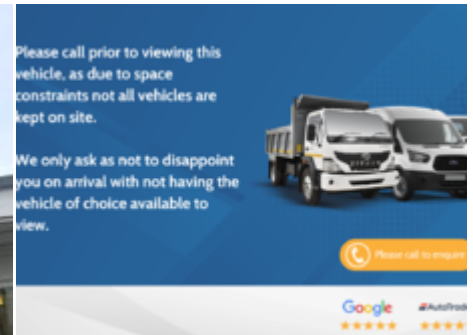 Please call prior to viewing this
vehicle, as due to space
constraints not all vehicles are
kept on site.
We only ask as not to disappoint
you on arrival with not having the
vehicle of choice available to
view.
Please call to enquire
Google
AutoTrade